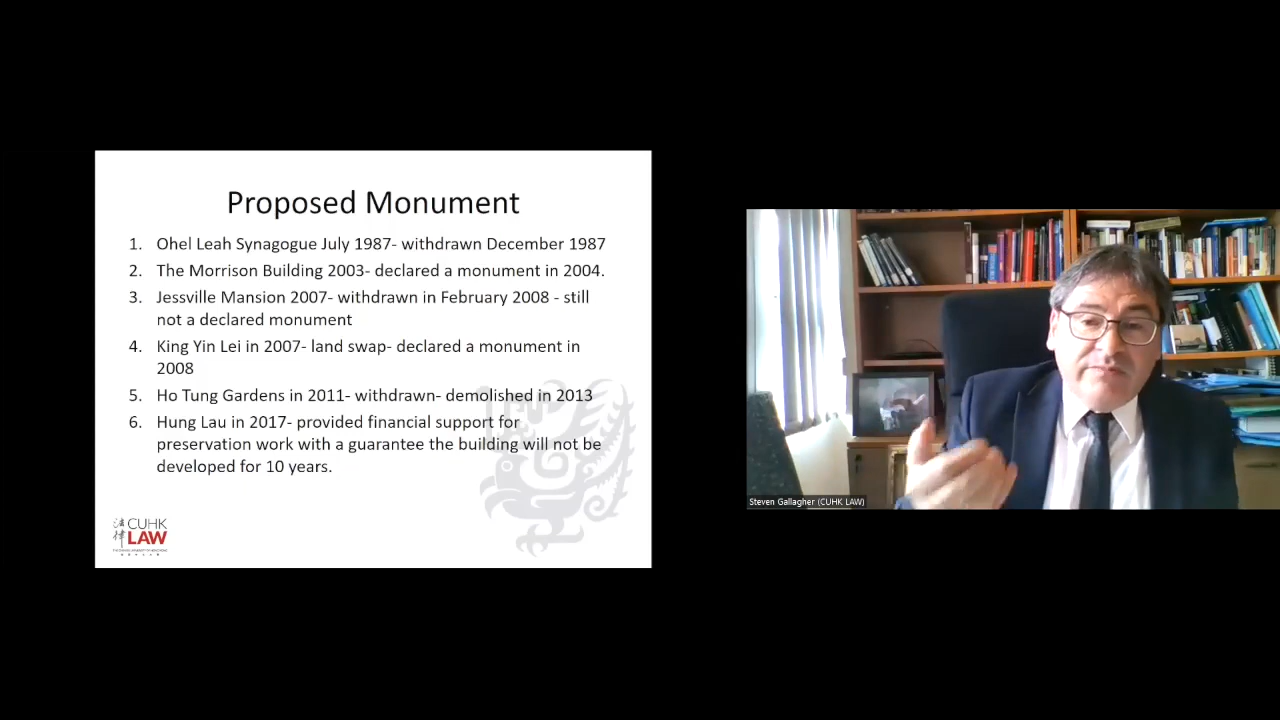 Proposed Monument
1. Ohel Leah Synagogue July 1987- withdrawn December 1987
2. The Morrison Building 2003- declared a monument in 2004.
3. Jessville Mansion 2007- withdrawn in February 2008 - still
not a declared monument
4. King Yin Lei in 2007- land swap- declared a monument in
2008
5. Ho Tung Gardens in 2011- withdrawn- demolished in 2013
6. Hung Lau in 2017- provided financial support for
preservation work with a guarantee the building will not be
developed for 10 years.
法律 CUHK
LAW
Steven Gallagher (CUHK LAW)